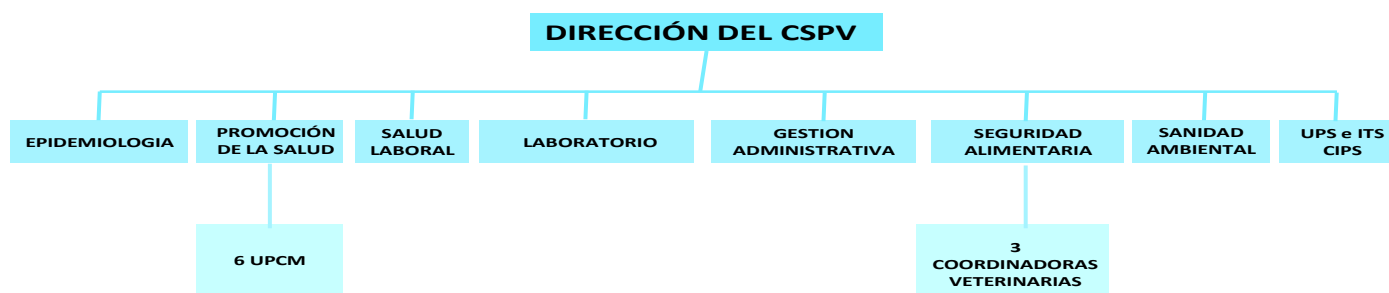 DIRECCIÓN DEL CSPV
EPIDEMIOLOGIA
PROMOCIÓN
DE LA SALUD
SALUD
LABORAL
LABORATORIO
GESTION
ADMINISTRATIVA
SEGURIDAD
ALIMENTARIA
SANIDAD
AMBIENTAL
UPS e ITS
CIPS
6 UPCM
3
COORDINADORAS
VETERINARIAS